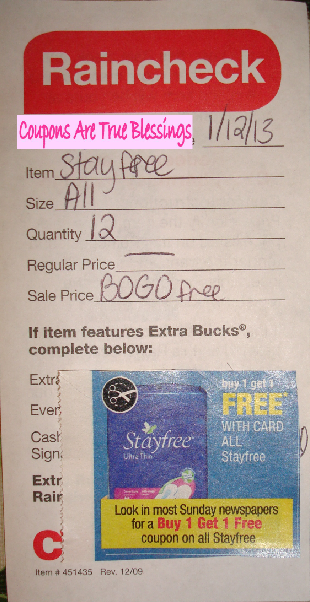 Raincheck
Coupons Are True Blessings, 1/12/13
Item Stayfree
Size All
Quantity 12
Regular Price
Sale Price BOGO free
If item features Extra Bucks®,
complete below:
Extr
Ever
Cash
Sign
Extr
Rain
C
buy 1 get 1
FREE*
WITH CARD
ALL
Stayfree
Stayfree
Ultra Thin
Look in most Sunday newspapers
for a Buy 1 Get 1 Free
coupon on all Stayfree
Item # 451435 Rev. 12/09